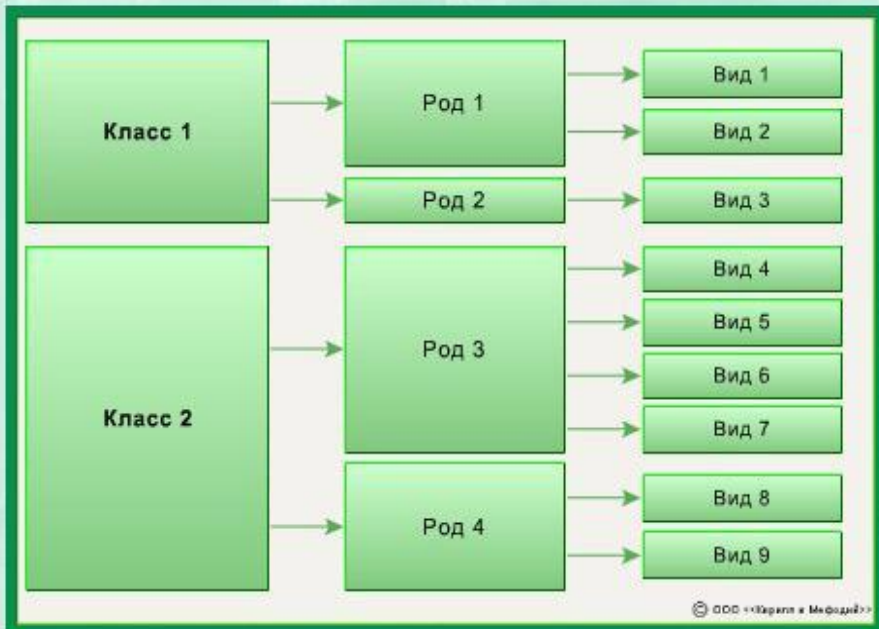 Класс 1
Род 1
Вид 1
Вид 2
Род 2
Вид 3
Класс 2
Род 3
Вид 4
Вид 5
Вид 6
Вид 7
Род 4
Вид 8
Вид 9
© ООО <<Кирилл и Мефодий>>